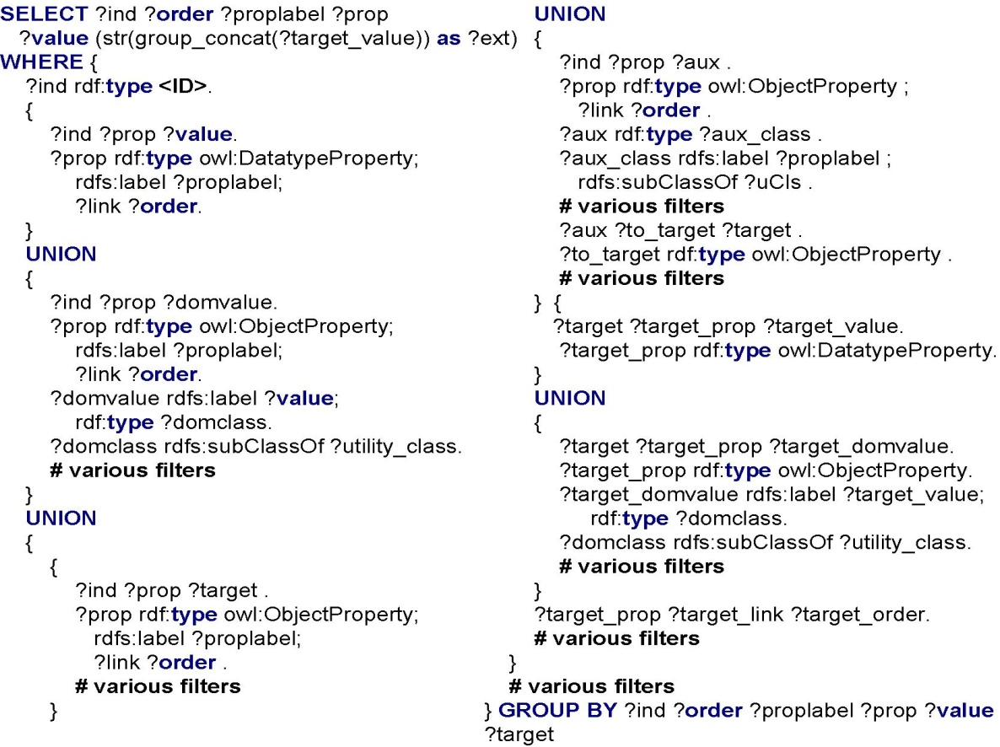 SELECT ?ind ?order ?proplabel ?prop
?value (str(group_concat(?target_value)) as ?ext)
WHERE {
?ind rdf:type <ID>.
{
?ind ?prop ?value.
?prop rdf:type owl:DatatypeProperty;
rdfs:label ?proplabel;
?link ?order.
}
UNION
{
?ind ?prop ?domvalue.
?prop rdf:type owl:ObjectProperty;
rdfs:label ?proplabel;
?link ?order.
?domvalue rdfs:label ?value;
rdf:type ?domclass.
?domclass rdfs:subClassOf ?utility_class.
# various filters
}
UNION
{
{
?ind ?prop ?target .
?prop rdf:type owl:ObjectProperty;
rdfs:label ?proplabel;
?link ?order .
# various filters
}
UNION
{
?ind ?prop ?aux .
?prop rdf:type owl:ObjectProperty ;
?link ?order .
?aux rdf:type ?aux_class .
?aux_class rdfs:label ?proplabel ;
rdfs:subClassOf ?uCls .
# various filters
?aux ?to_target ?target .
?to_target rdf:type owl:ObjectProperty .
# various filters
} {
?target ?target_prop ?target_value.
?target_prop rdf:type owl:DatatypeProperty.
}
UNION
{
?target ?target_prop ?target_domvalue.
?target_prop rdf:type owl:ObjectProperty.
?target_domvalue rdfs:label ?target_value;
rdf:type ?domclass.
?domclass rdfs:subClassOf ?utility_class.
# various filters
}
?target_prop ?target_link ?target_order.
# various filters
}
# various filters
} GROUP BY ?ind ?order ?proplabel ?prop ?value
?target